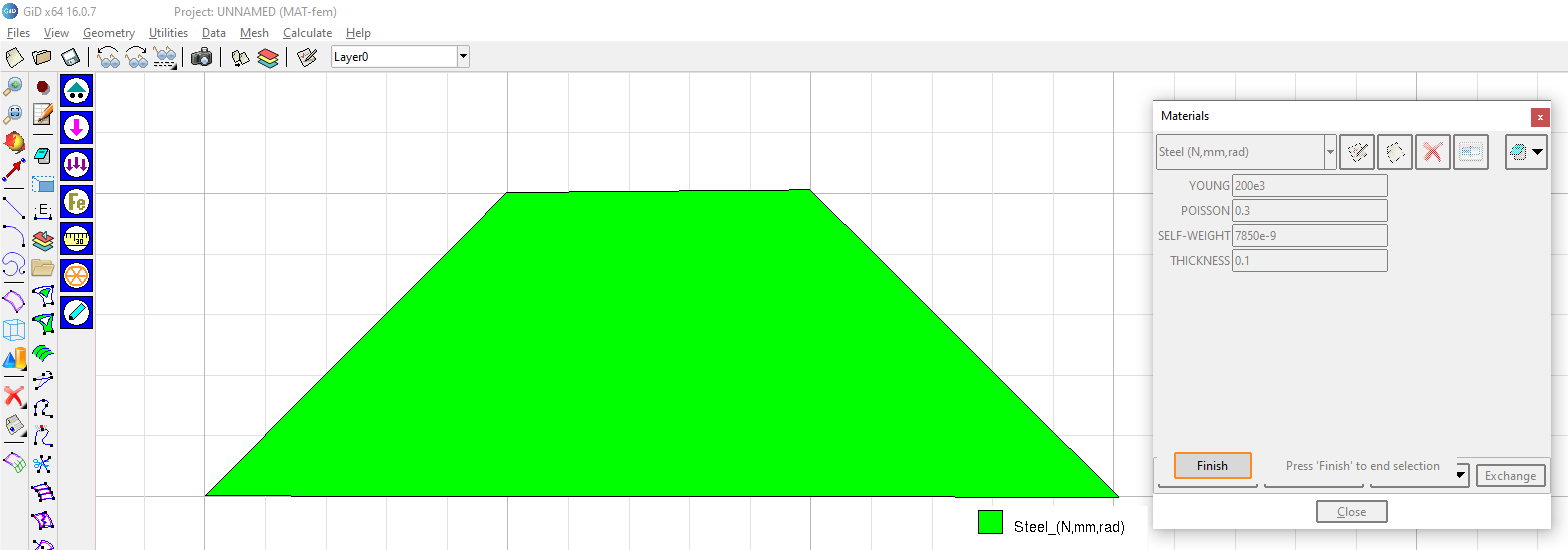 GiD x64 16.0.7 Project: UNNAMED (MAT-fem)
Files View Geometry Utilities Data Mesh Calculate Help
Layer0
Materials
Steel (N,mm,rad)
YOUNG 200e3
POISSON 0.3
SELF-WEIGHT 7850e-9
THICKNESS 0.1
E
Fe
30
Finish Press 'Finish' to end selection Exchange
Close
Steel_(N,mm,rad)